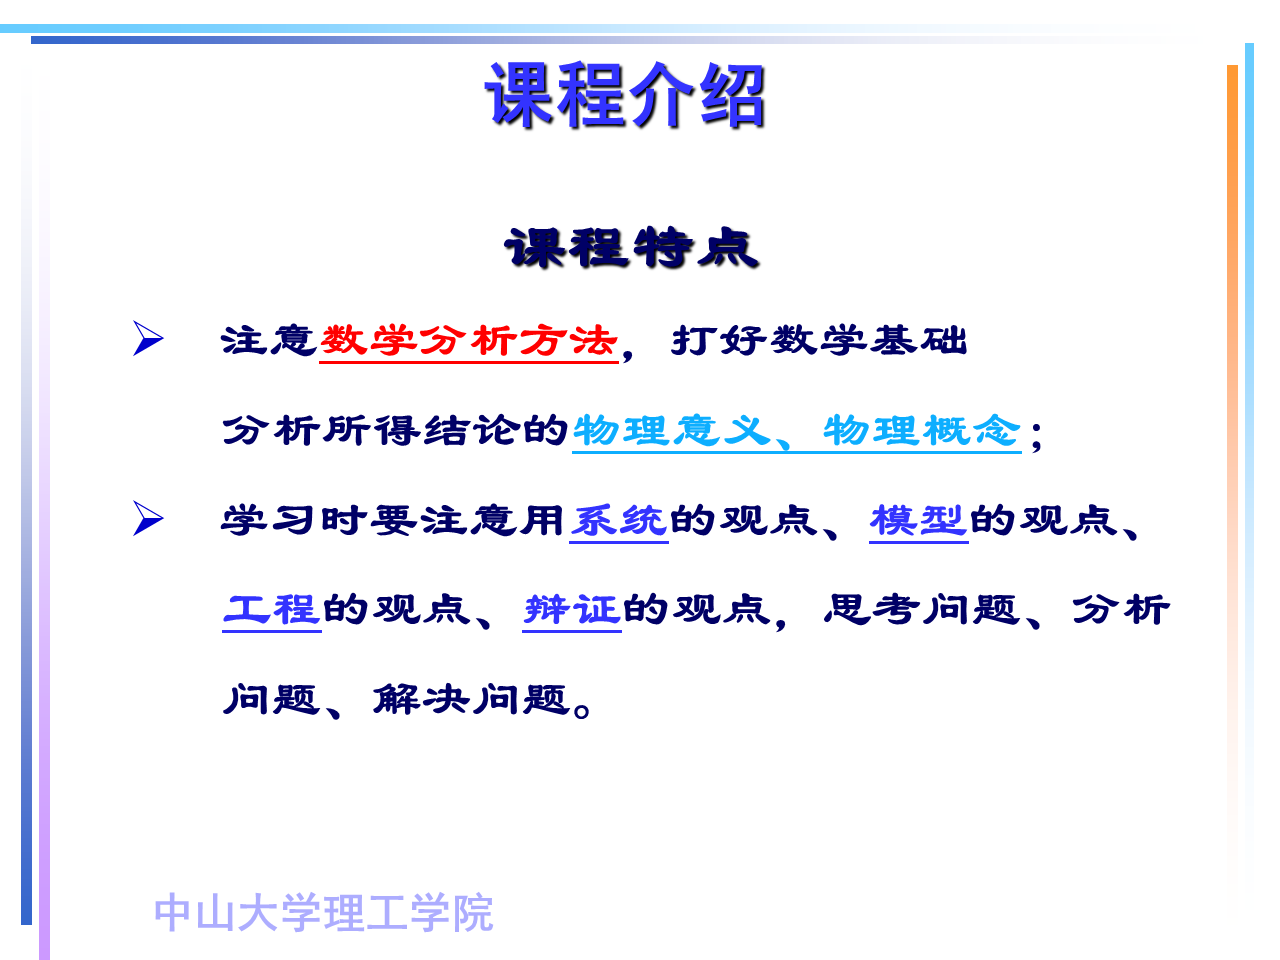 课程介绍
课程特点
注意数学分析方法，打好数学基础
分析所得结论的物理意义、物理概念；
学习时要注意用系统的观点、模型的观点、
工程的观点、辩证的观点，思考问题、分析
问题、解决问题。
中山大学理工学院